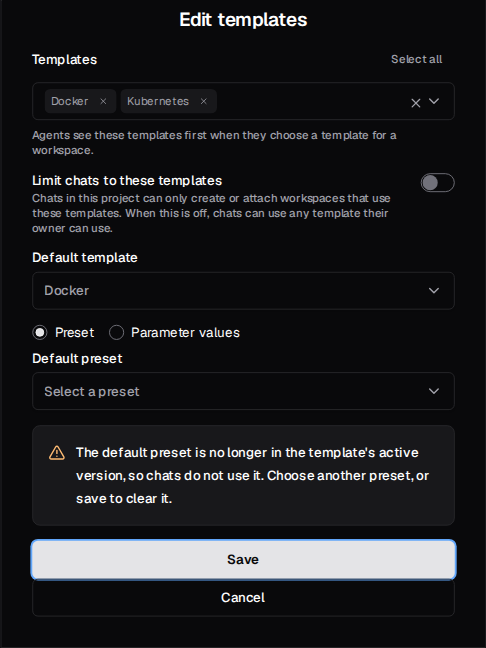 Edit templates
Templates
Select all
Docker
Kubernetes
Agents see these templates first when they choose a template for a
workspace.
Limit chats to these templates
Chats in this project can only create or attach workspaces that use
these templates. When this is off, chats can use any template their
owner can use.
Default template
Docker
Preset
Parameter values
Default preset
Select a preset
The default preset is no longer in the template's active
version, so chats do not use it. Choose another preset, or
save to clear it.
Save
Cancel